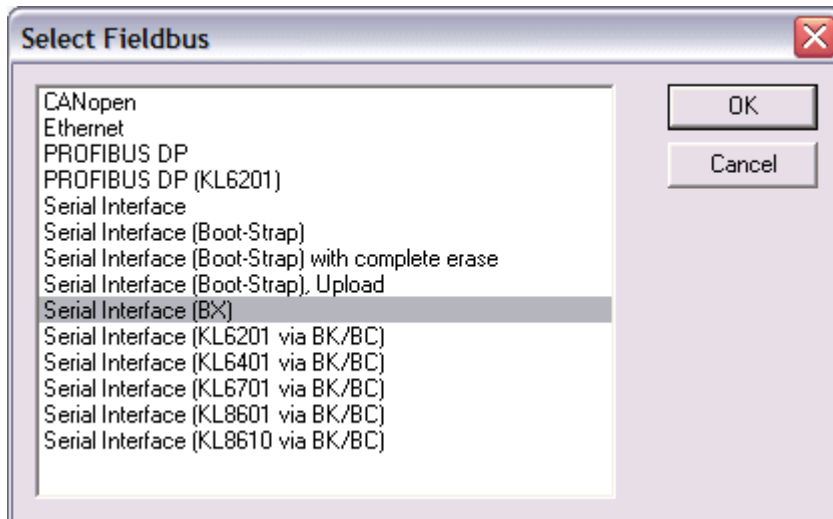 Select Fieldbus
CANopen
Ethernet
PROFIBUS DP
PROFIBUS DP (KL6201)
Serial Interface
Serial Interface (Boot-Strap)
Serial Interface (Boot-Strap) with complete erase
Serial Interface (Boot-Strap), Upload
Serial Interface (BX)
Serial Interface (KL6201 via BK/BC)
Serial Interface (KL6401 via BK/BC)
Serial Interface (KL6701 via BK/BC)
Serial Interface (KL8601 via BK/BC)
Serial Interface (KL8610 via BK/BC)
OK
Cancel